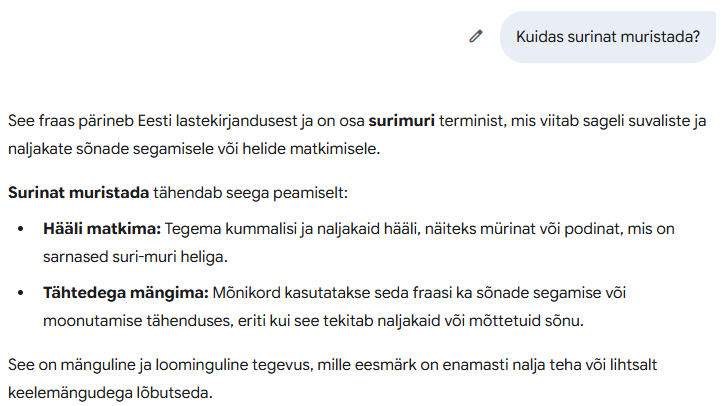 Kuidas surinat muristada?
See fraas pärineb Eesti lastekirjandusest ja on osa surimuri terminist, mis viitab sageli suvaliste ja
naljakate sõnade segamisele või helide matkimisele.
Surinat muristada tähendab seega peamiselt:
• Hääli matkima: Tegema kummalisi ja naljakaid hääli, näiteks mürinat või podinat, mis on
sarnased suri-muri heliga.
• Tähtedega mängima: Mõnikord kasutatakse seda fraasi ka sõnade segamise või
moonutamise tähenduses, eriti kui see tekitab naljakaid või mõttetuid sõnu.
See on mänguline ja loominguline tegevus, mille eesmärk on enamasti nalja teha või lihtsalt
keelemängudega lõbutseda.